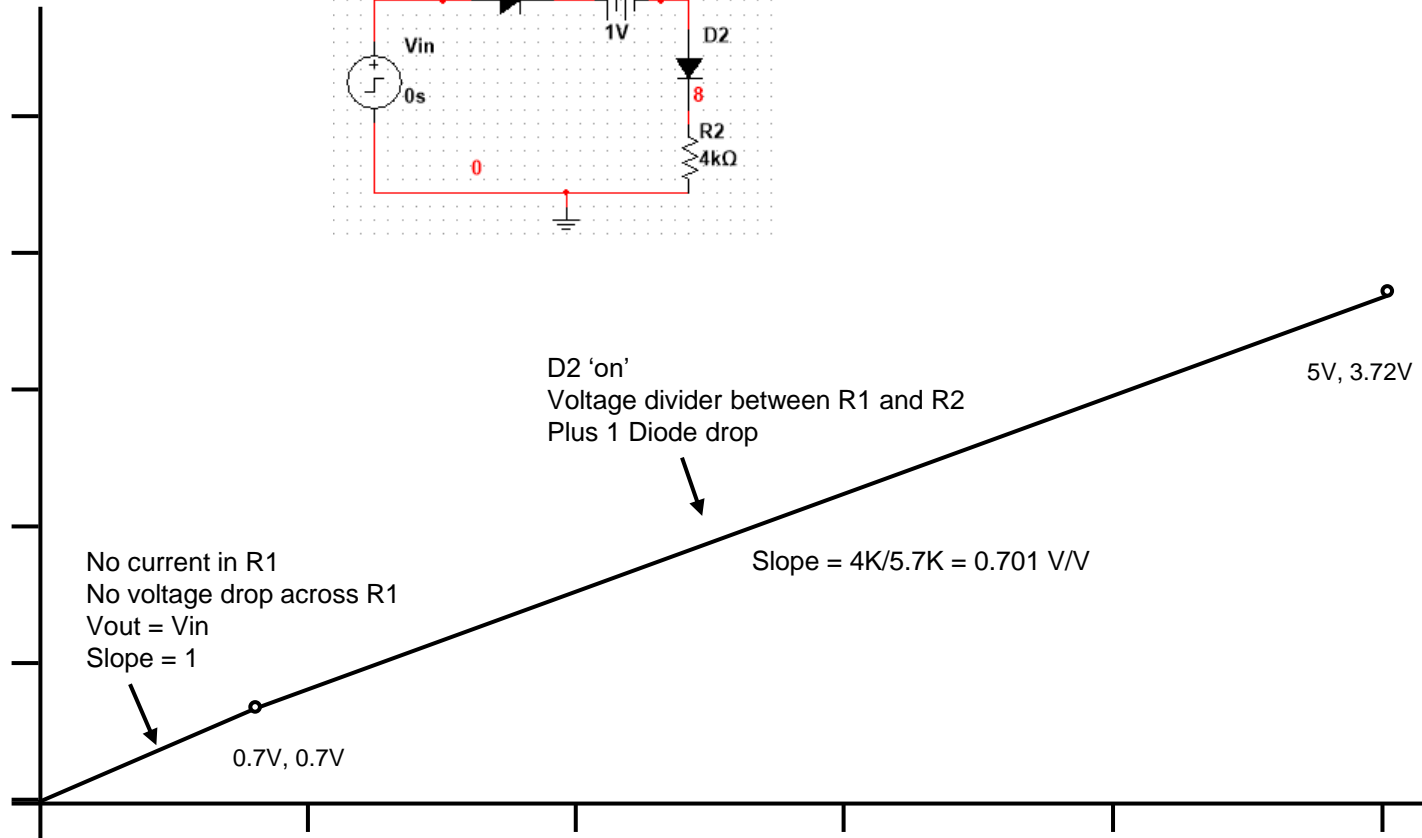 1V
D2
Vin
0s
8
R2
4kΩ
0
D2 ‘on’
Voltage divider between R1 and R2
Plus 1 Diode drop
5V, 3.72V
No current in R1
No voltage drop across R1
Vout = Vin
Slope = 1
Slope = 4K/5.7K = 0.701 V/V
0.7V, 0.7V